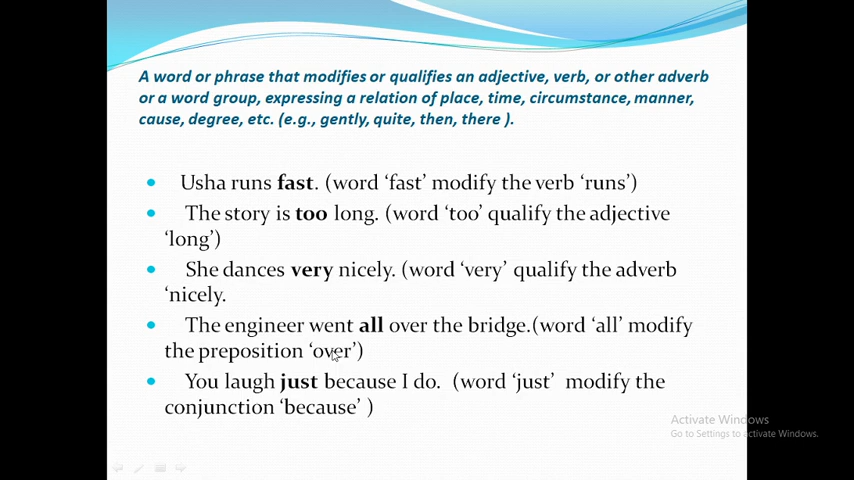 A word or phrase that modifies or qualifies an adjective, verb, or other adverb
or a word group, expressing a relation of place, time, circumstance, manner,
cause, degree, etc. (e.g., gently, quite, then, there ).
• Usha runs fast. (word ‘fast’ modify the verb ‘runs’)
• The story is too long. (word ‘too’ qualify the adjective
‘long’)
• She dances very nicely. (word ‘very’ qualify the adverb
‘nicely.
• The engineer went all over the bridge.(word ‘all’ modify
the preposition ‘over’)
• You laugh just because I do. (word ‘just’ modify the
conjunction ‘because’ )
Activate Windows
Go to Settings to activate Windows.